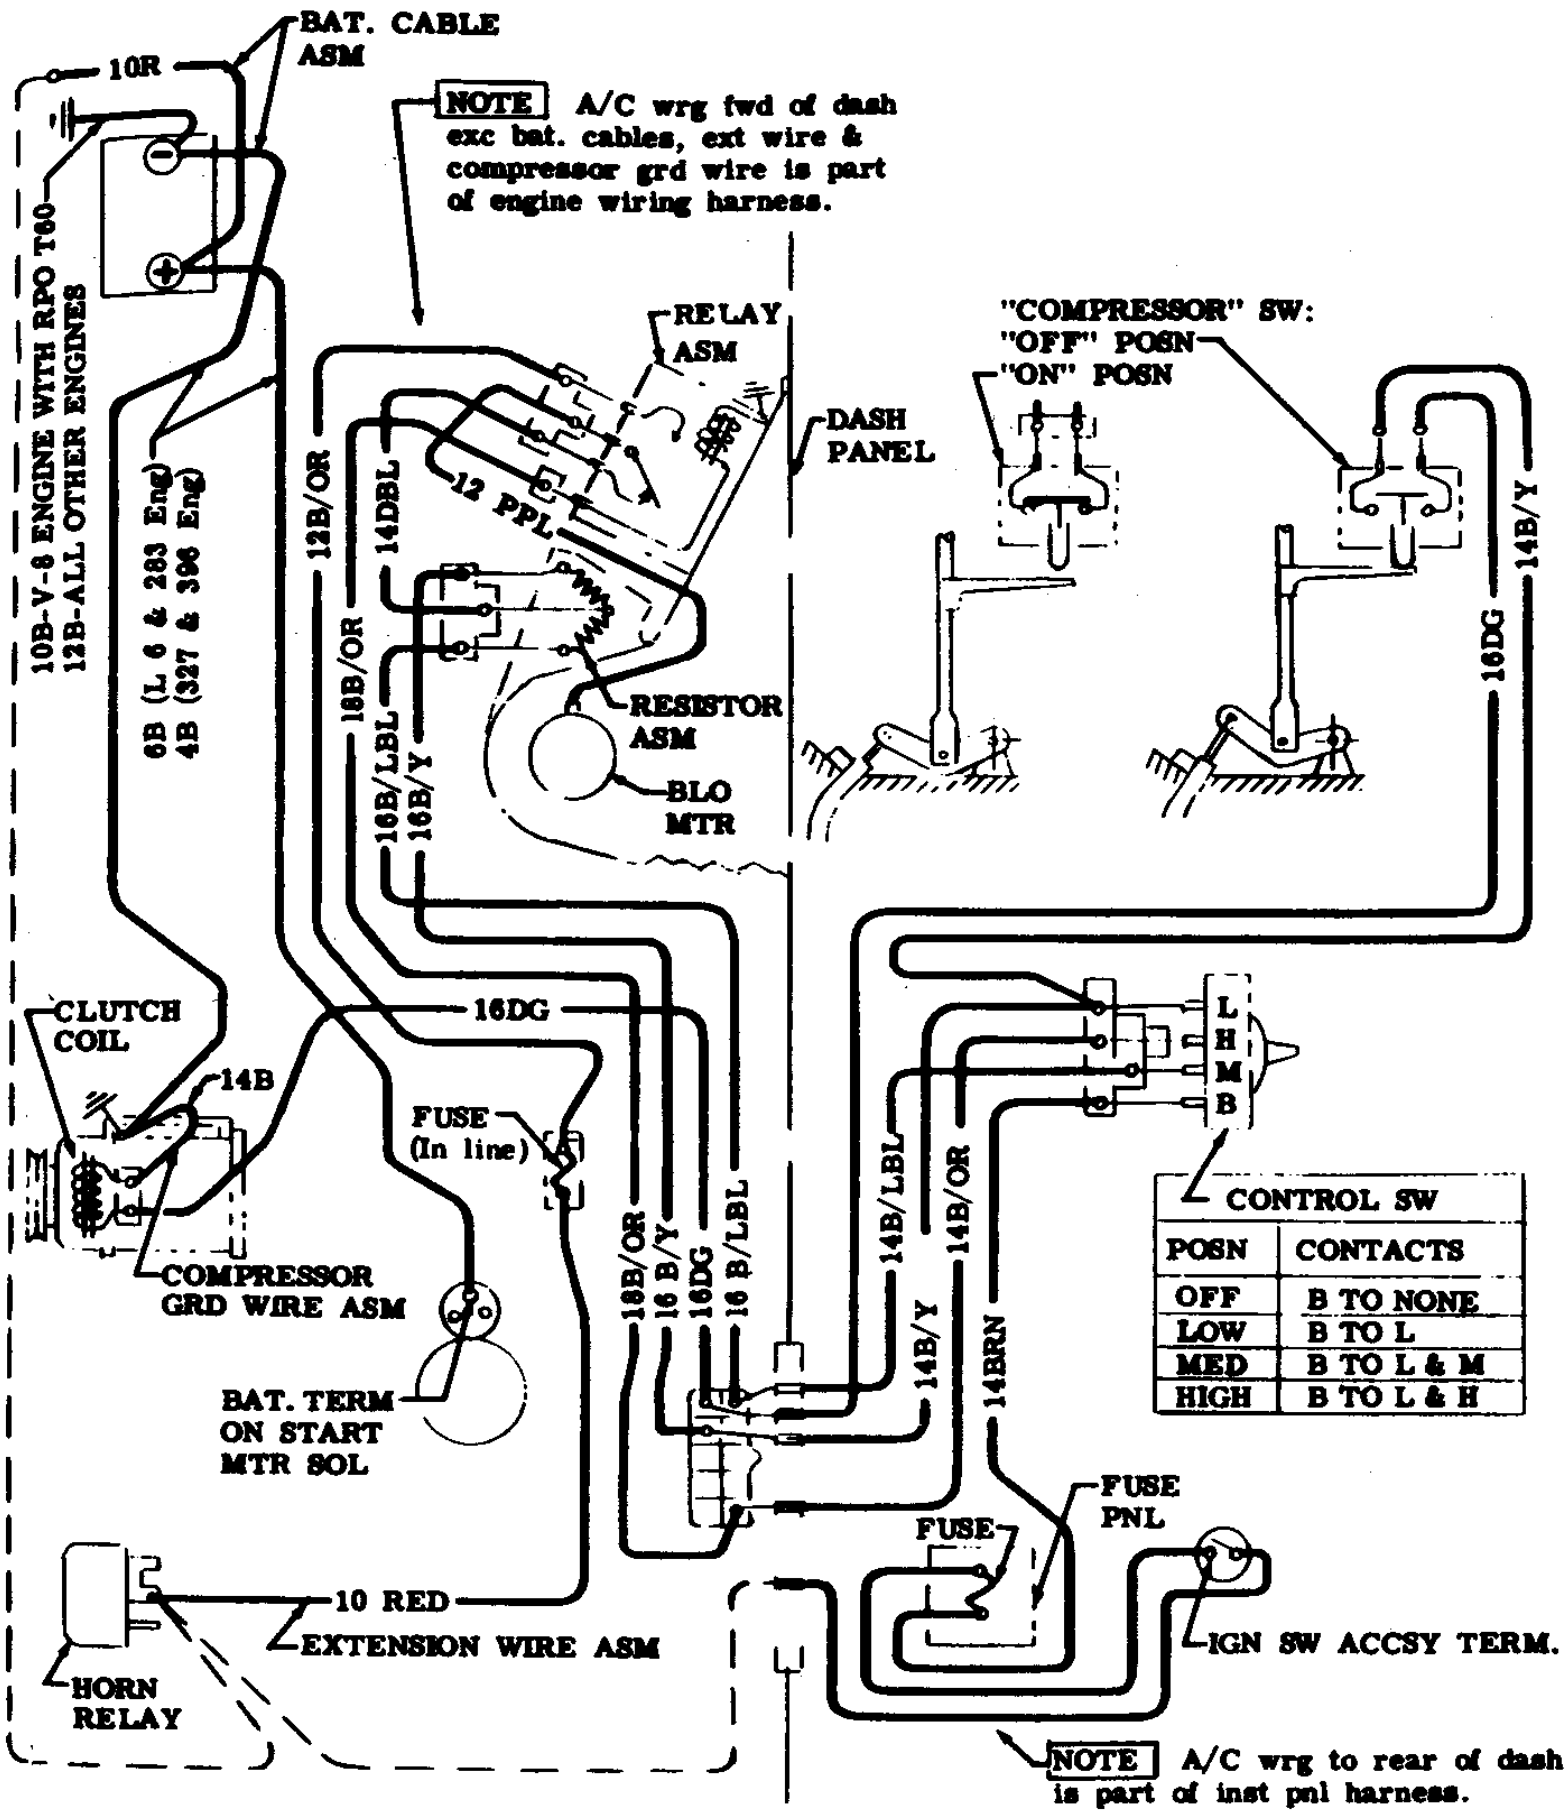 BAT. CABLE
ASM
10R
NOTE A/C wrg fwd of dash
exc bat. cables, ext wire &
compressor grd wire is part
of engine wiring harness.
10B-V-8 ENGINE WITH RPO T60
12B-ALL OTHER ENGINES
6B (L 6 & 283 Eng)
4B (327 & 396 Eng)
RELAY
ASM
"COMPRESSOR" SW:
"OFF" POSN
"ON" POSN
DASH
PANEL
12B/OR
14DBL
12 PPL
18B/OR
16B/LBL
16B/Y
RESISTOR
ASM
BLO
MTR
14B/Y
16DG
CLUTCH
COIL
16DG
14B
FUSE
(In line)
COMPRESSOR
GRD WIRE ASM
18B/OR
16 B/Y
16DG
16 B/LBL
14B/LBL
14B/Y
14B/OR
14BRN
L
H
M
B
CONTROL SW
POSN CONTACTS
OFF B TO NONE
LOW B TO L
MED B TO L & M
HIGH B TO L & H
BAT. TERM
ON START
MTR SOL
FUSE
PNL
FUSE
10 RED
EXTENSION WIRE ASM
IGN SW ACCSY TERM.
HORN
RELAY
NOTE A/C wrg to rear of dash
is part of inst pnl harness.